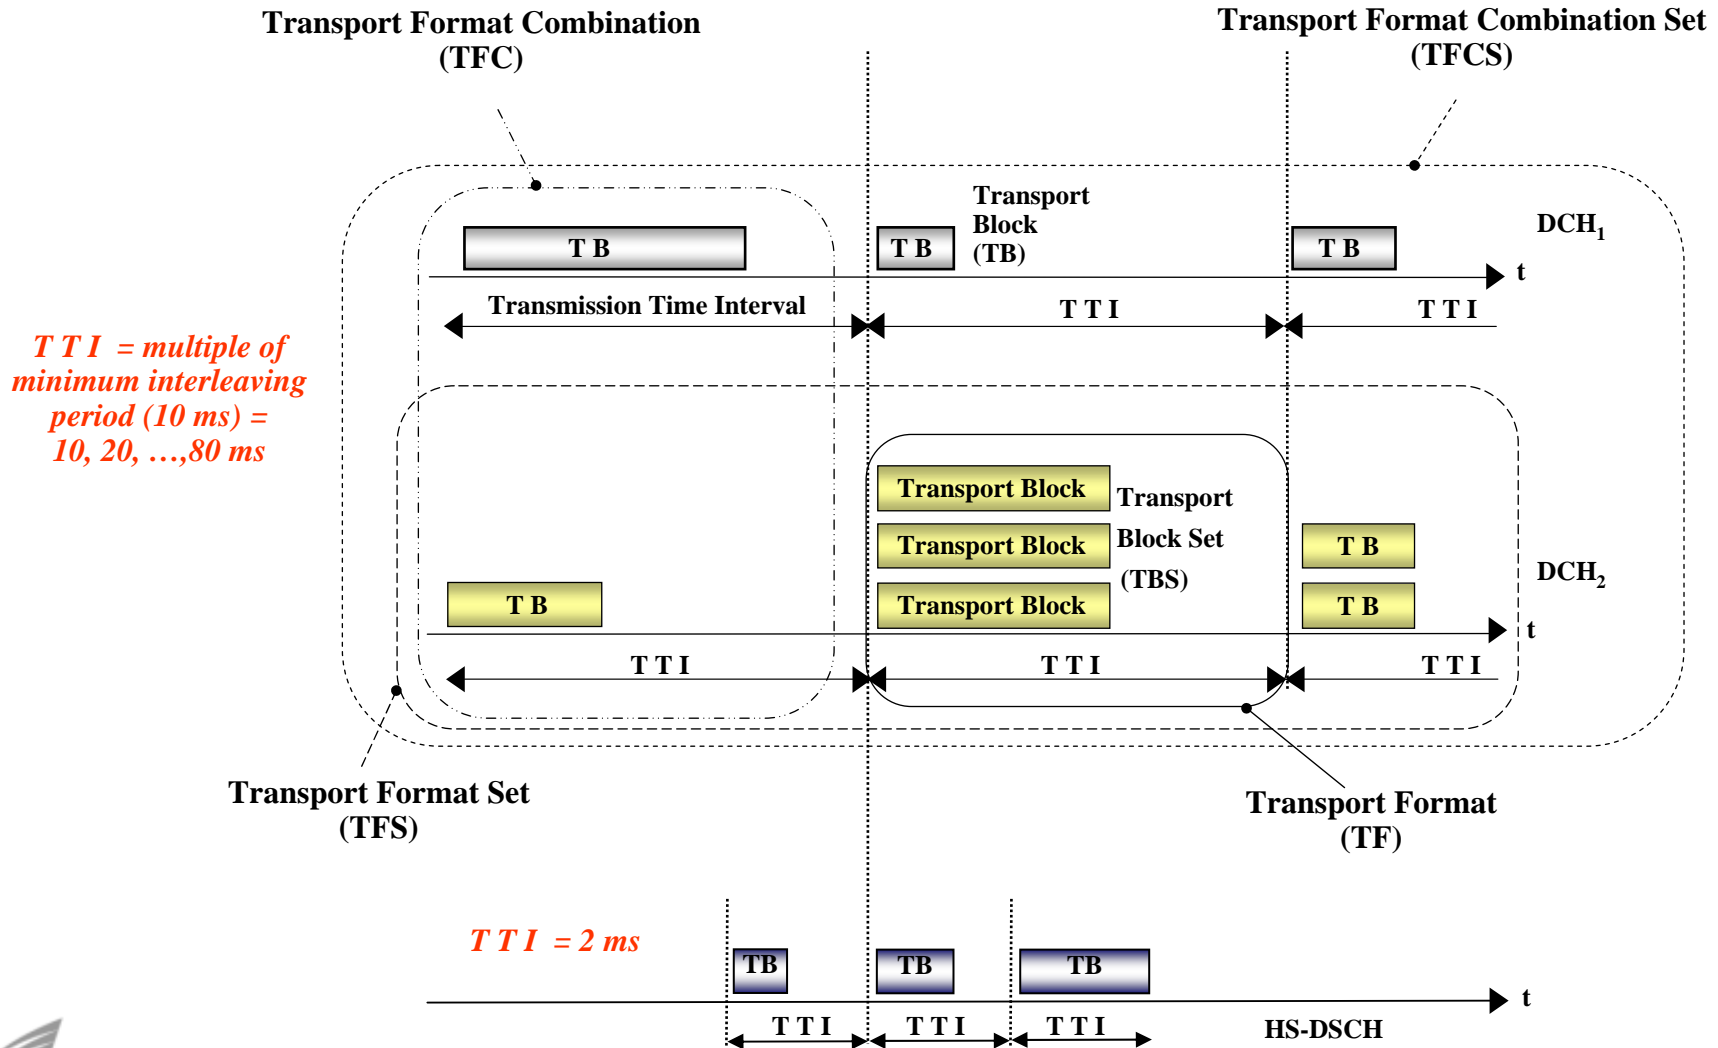 Transport Format Combination
(TFC)
Transport Format Combination Set
(TFCS)
Transport
Block
(TB)
T B
T B
T B
DCH1
t
Transmission Time Interval
T T I
T T I
T T I = multiple of
minimum interleaving
period (10 ms) =
10, 20, …,80 ms
Transport Block
Transport Block
Transport Block
Transport
Block Set
(TBS)
T B
T B
T B
DCH2
t
T T I
T T I
T T I
Transport Format Set
(TFS)
Transport Format
(TF)
T T I = 2 ms
TB
TB
TB
t
T T I
T T I
T T I
HS-DSCH